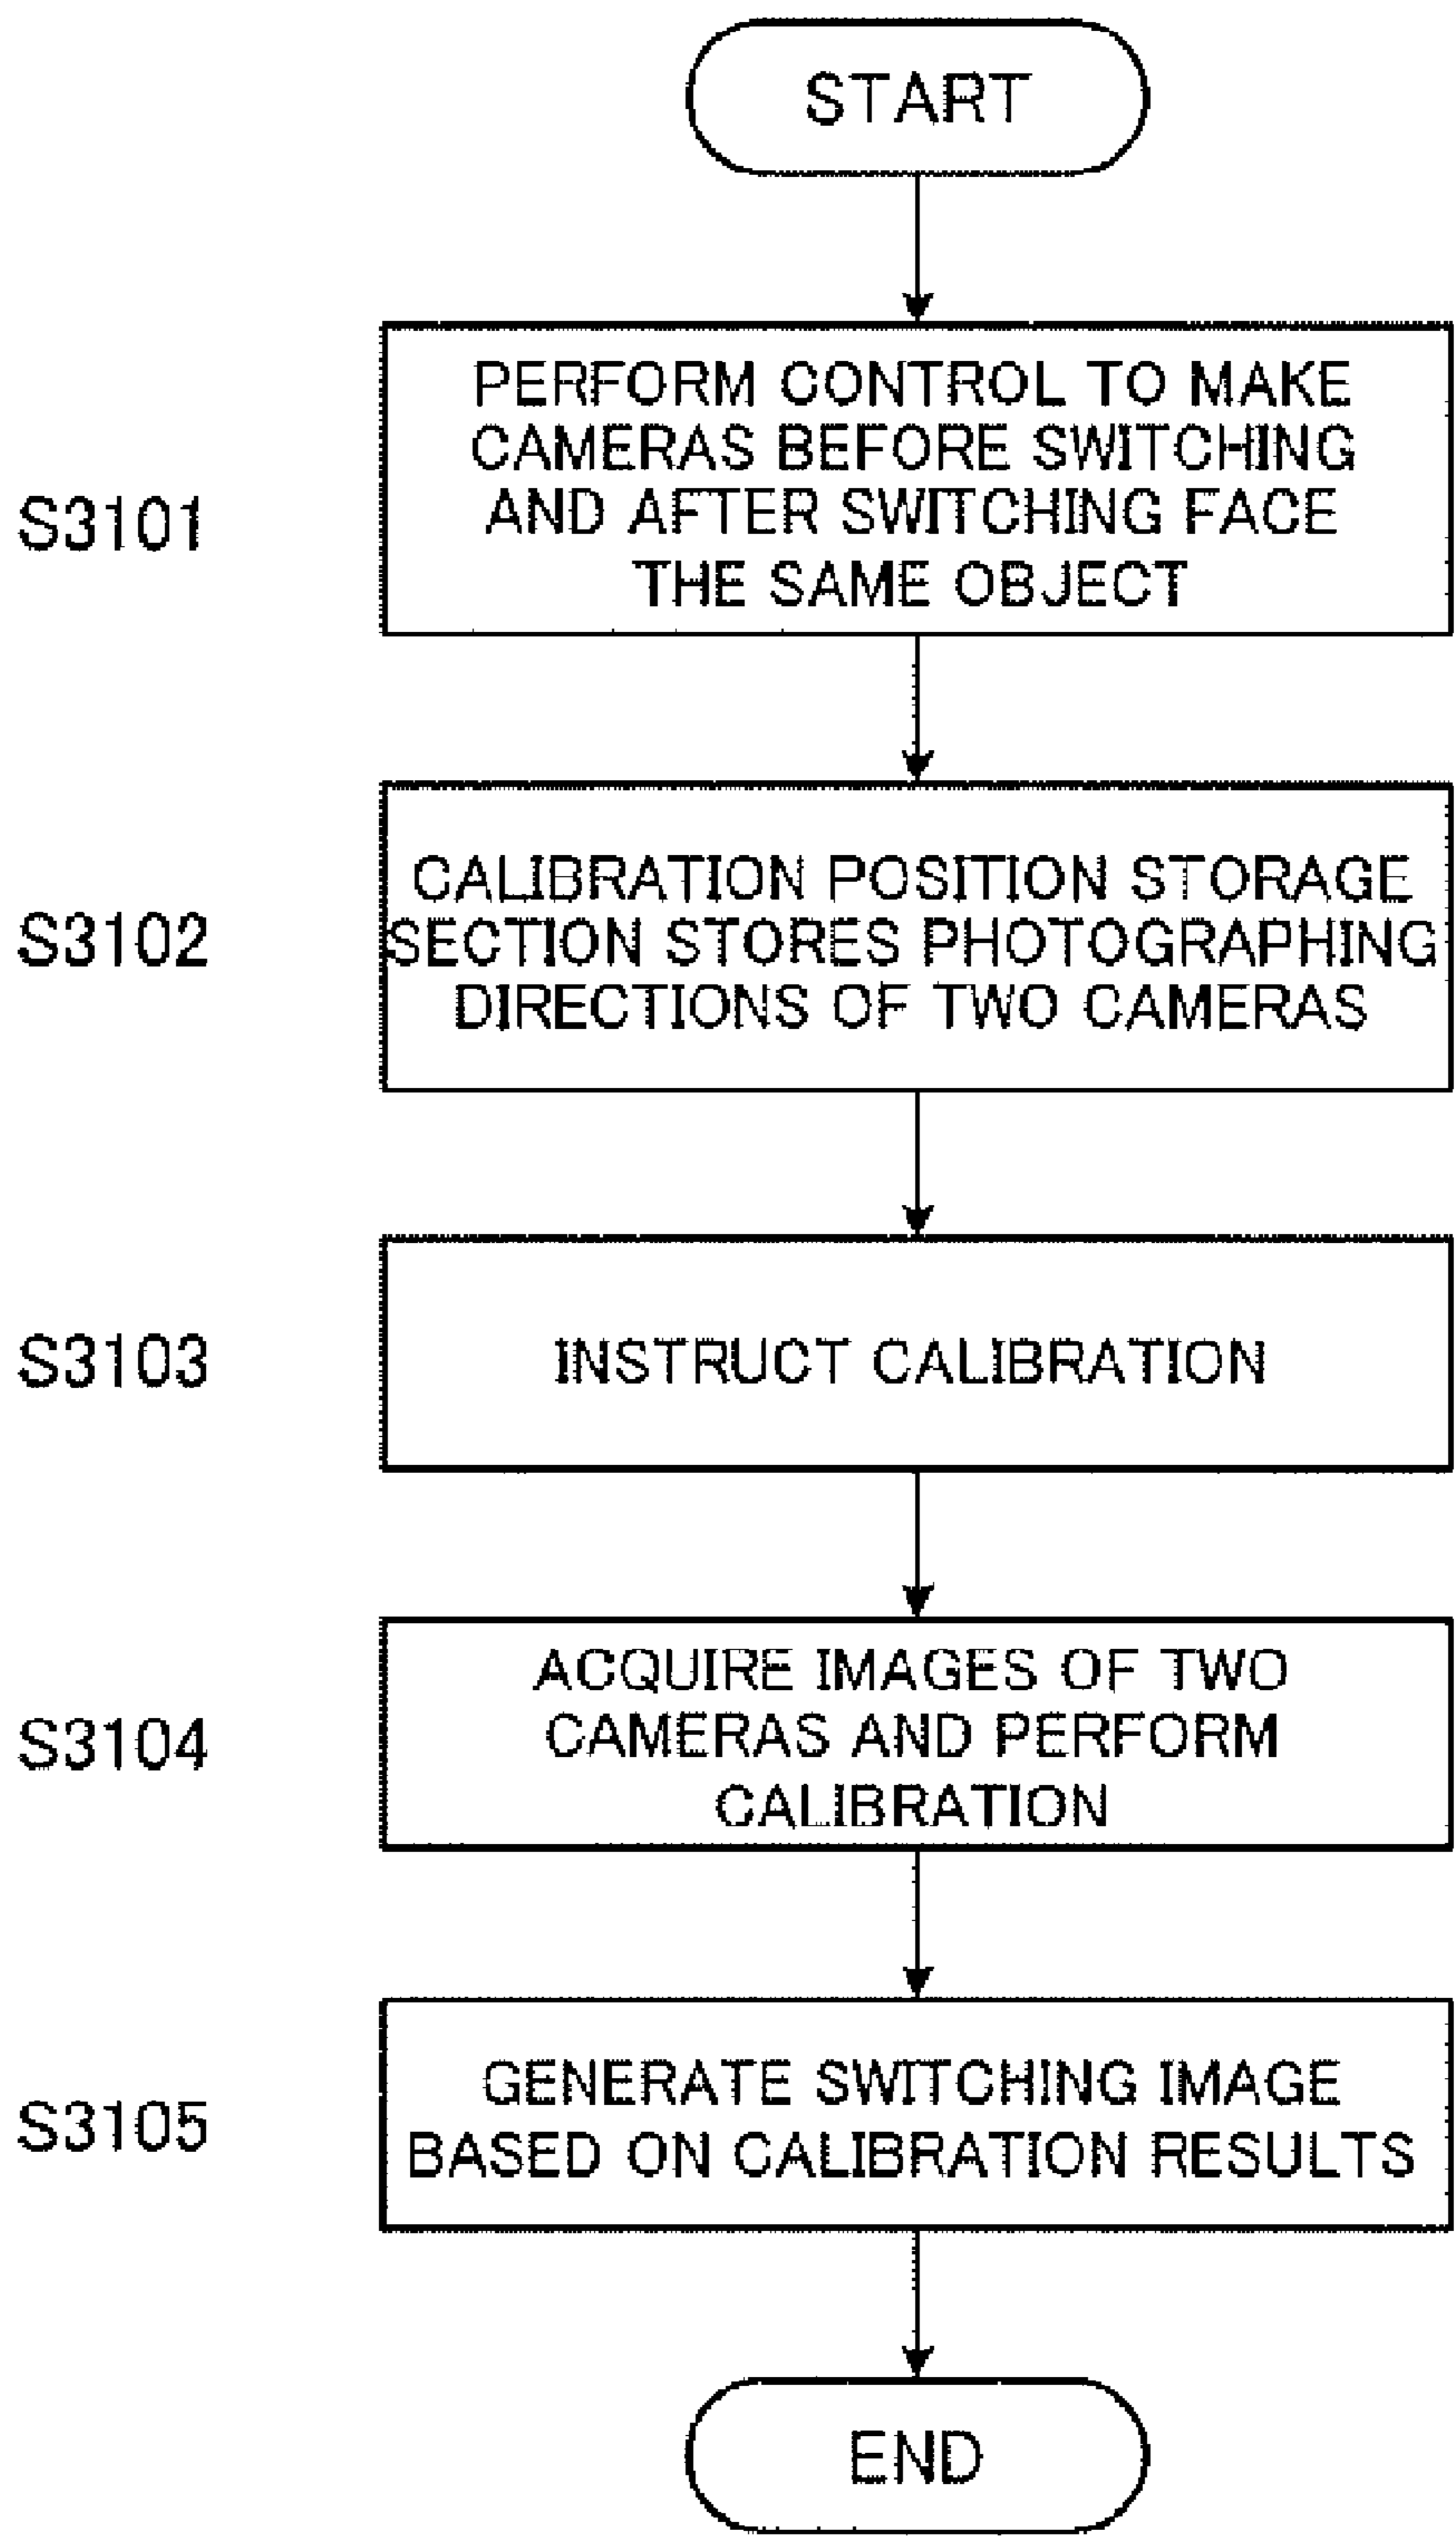 START
PERFORM CONTROL TO MAKE
CAMERAS BEFORE SWITCHING
AND AFTER SWITCHING FACE
THE SAME OBJECT
S3101
CALIBRATION POSITION STORAGE
SECTION STORES PHOTOGRAPHING
DIRECTIONS OF TWO CAMERAS
S3102
INSTRUCT CALIBRATION
S3103
ACQUIRE IMAGES OF TWO
CAMERAS AND PERFORM
CALIBRATION
S3104
GENERATE SWITCHING IMAGE
BASED ON CALIBRATION RESULTS
S3105
END